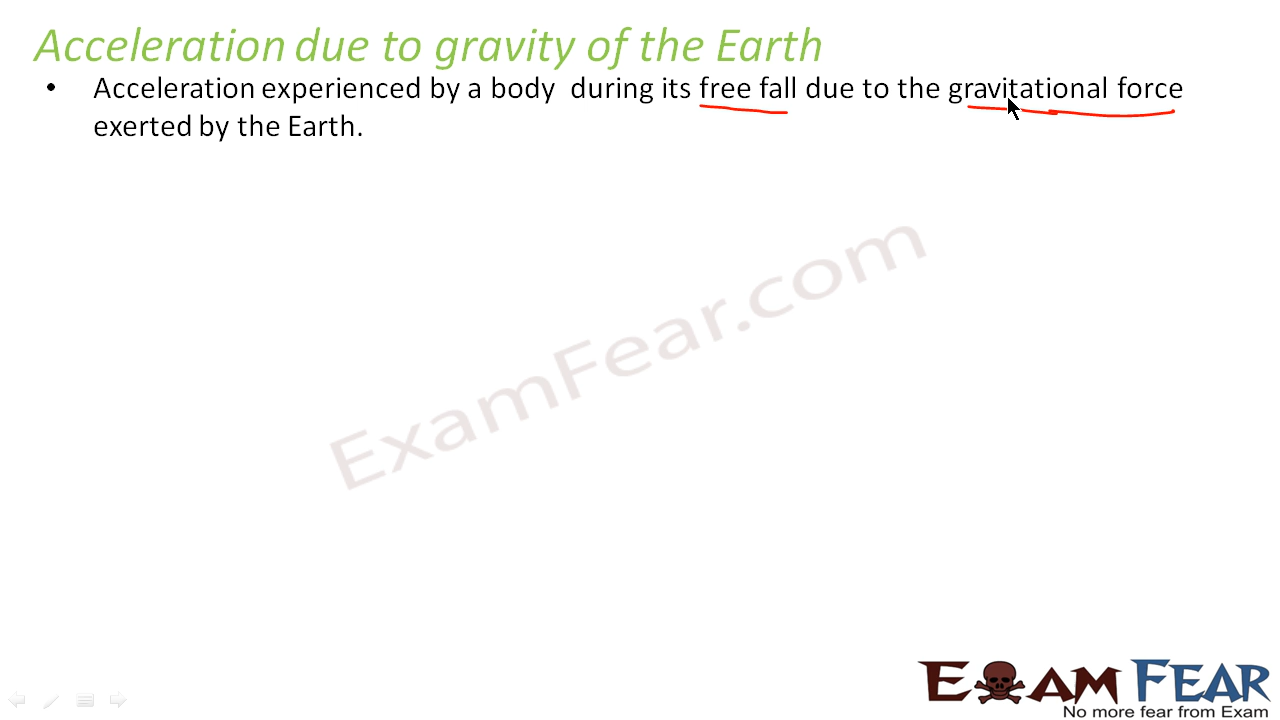 Acceleration due to gravity of the Earth
• Acceleration experienced by a body during its free fall due to the gravitational force
exerted by the Earth.
ExamFear.com
EXAM FEAR
No more fear from Exam